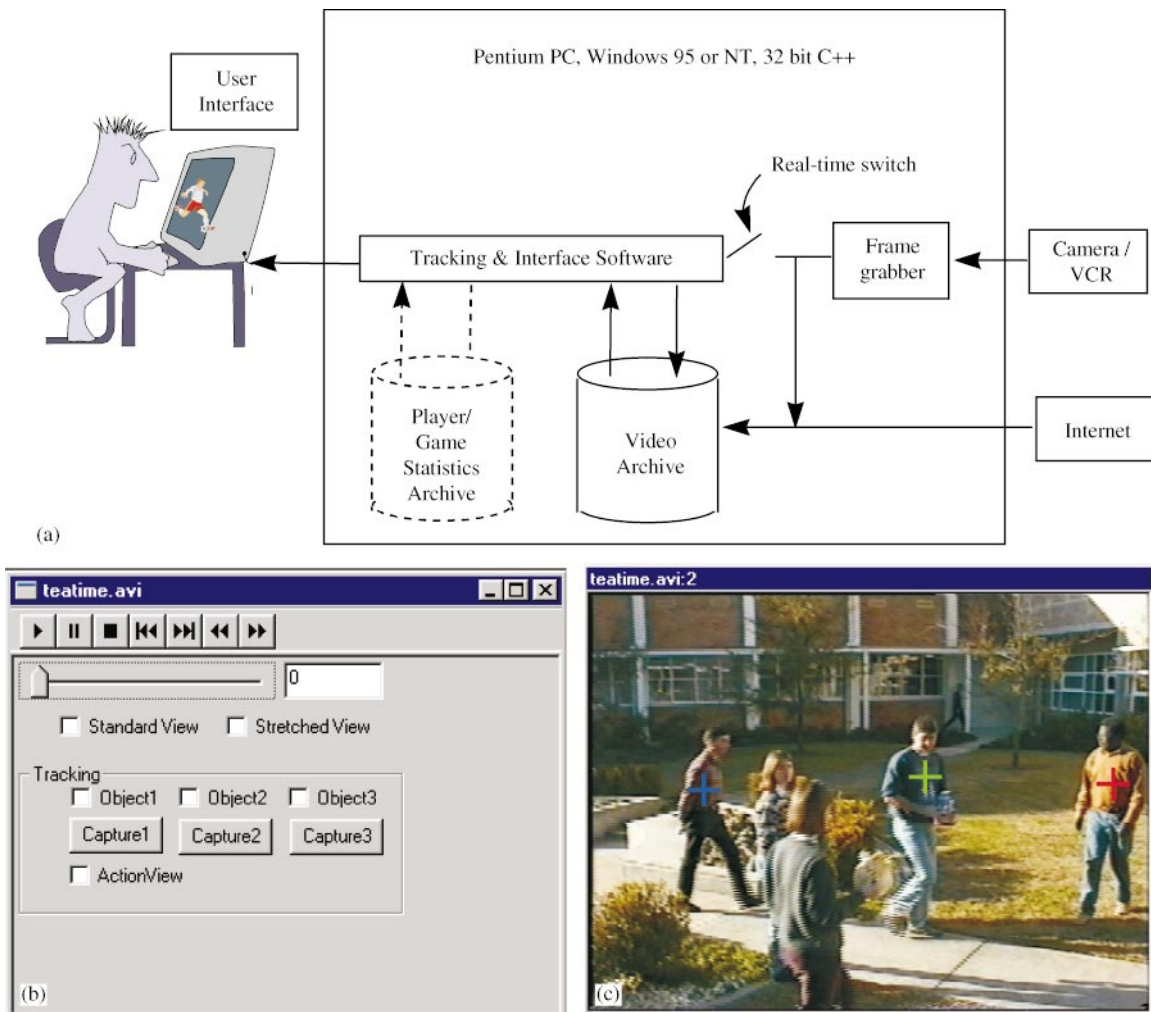 Pentium PC, Windows 95 or NT, 32 bit C++
User
Interface
Real-time switch
Tracking & Interface Software
Frame
grabber
Camera /
VCR
Player/
Game
Statistics
Archive
Video
Archive
Internet
(a)
teatime.avi
0
Standard View
Stretched View
Tracking
Object1
Object2
Object3
Capture1
Capture2
Capture3
ActionView
(b)
teatime.avi:2
(c)